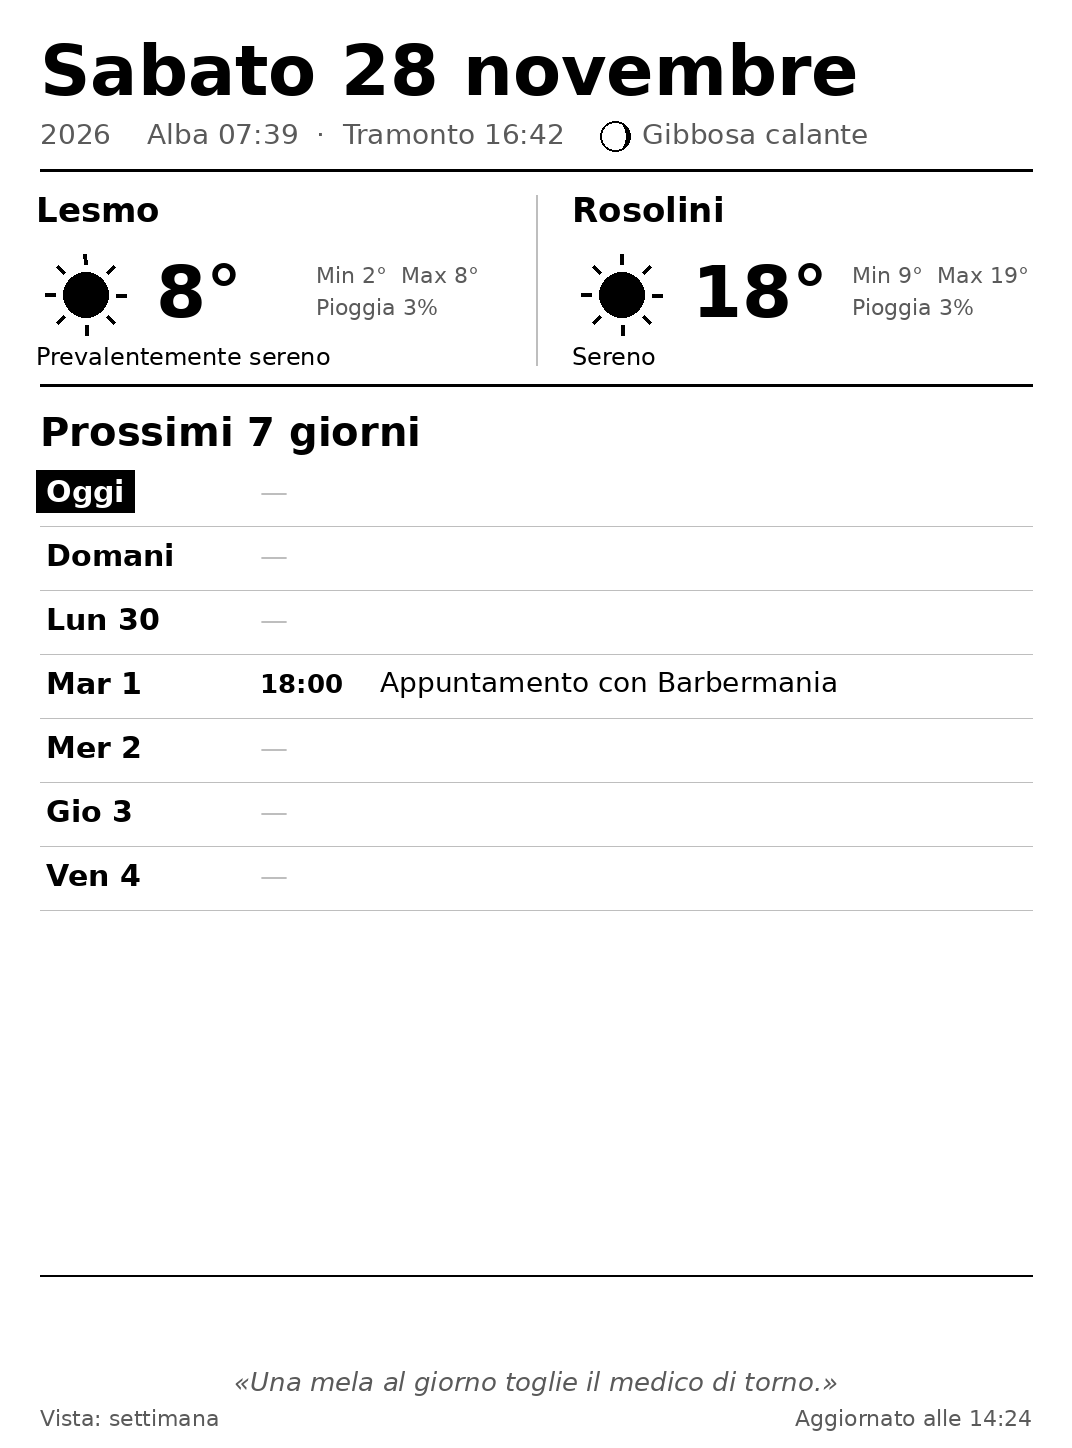 Sabato 28 novembre
2026 Alba 07:39 · Tramonto 16:42 Gibbosa calante
Lesmo
8°
Min 2° Max 8°
Pioggia 3%
Prevalentemente sereno
Rosolini
18°
Min 9° Max 19°
Pioggia 3%
Sereno
Prossimi 7 giorni
Oggi —
Domani —
Lun 30 —
Mar 1 18:00 Appuntamento con Barbermania
Mer 2 —
Gio 3 —
Ven 4 —
«Una mela al giorno toglie il medico di torno.»
Vista: settimana Aggiornato alle 14:24